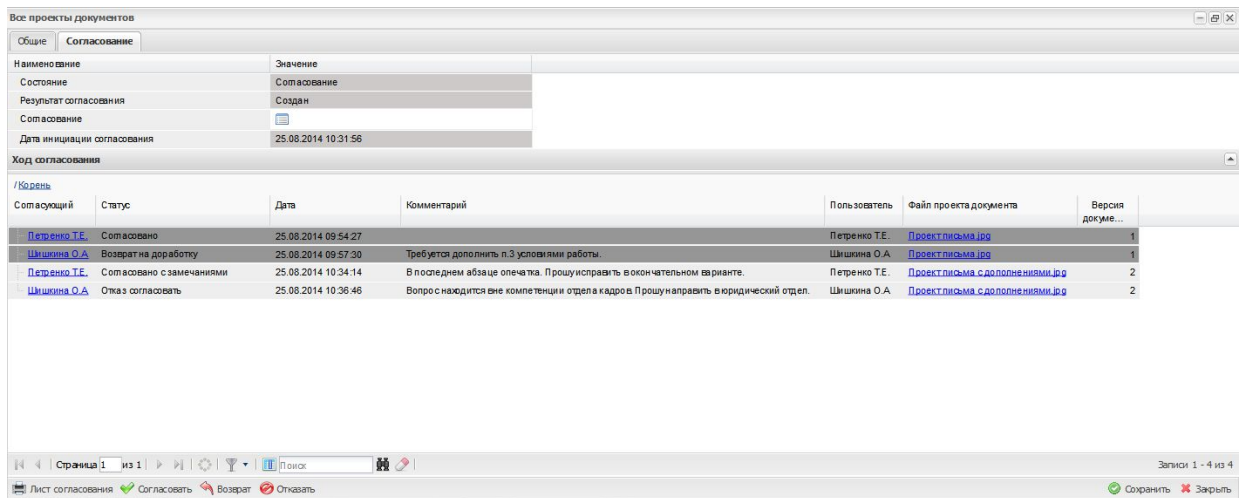 Все проекты документов
Общие Согласование
Наименование Значение
Состояние Согласование
Результат согласования Создан
Согласование
Дата инициации согласования 25.08.2014 10:31:56
Ход согласования
/Корень
Согласующий Статус Дата Комментарий Пользователь Файл проекта документа Версия
докуме...
Петренко Т.Е. Согласовано 25.08.2014 09:54:27 Петренко Т.Е. Проект письма.jpg 1
Шишкина О.А Возврат на доработку 25.08.2014 09:57:30 Требуется дополнить п.3 условиями работы. Шишкина О.А Проект письма.jpg 1
Петренко Т.Е. Согласовано с замечаниями 25.08.2014 10:34:14 В последнем абзаце опечатка. Прошу исправить в окончательном варианте. Петренко Т.Е. Проект письма с дополнениями.jpg 2
Шишкина О.А Отказ согласовать 25.08.2014 10:36:46 Вопрос находится вне компетенции отдела кадров. Прошу направить в юридический отдел. Шишкина О.А Проект письма с дополнениями.jpg 2
Страница 1 из 1 Поиск Записи 1 - 4 из 4
Лист согласования Согласовать Возврат Отказать Сохранить Закрыть